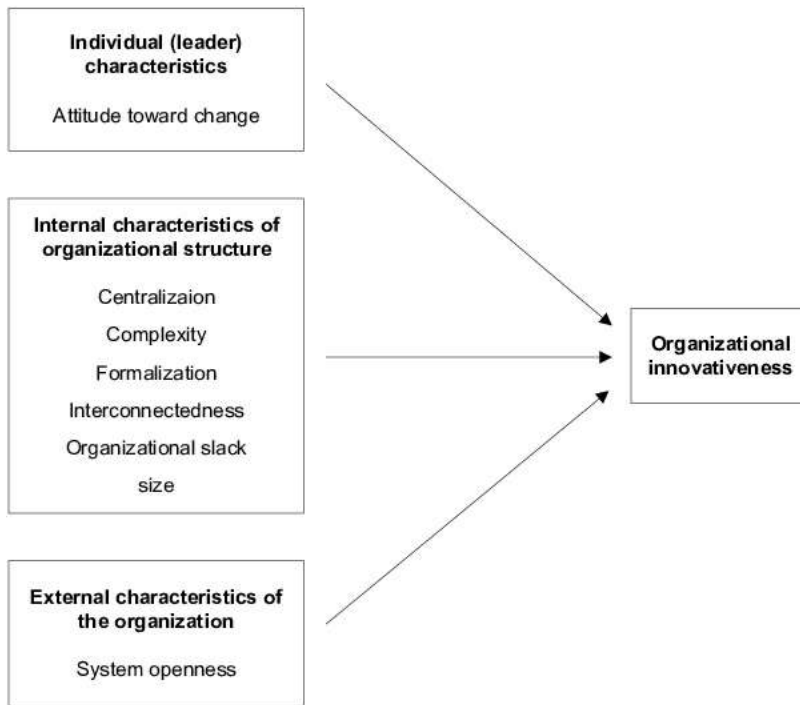 Individual (leader)
characteristics
Attitude toward change
Internal characteristics of
organizational structure
Centralizaion
Complexity
Formalization
Interconnectedness
Organizational slack
size
External characteristics of
the organization
System openness
Organizational
innovativeness